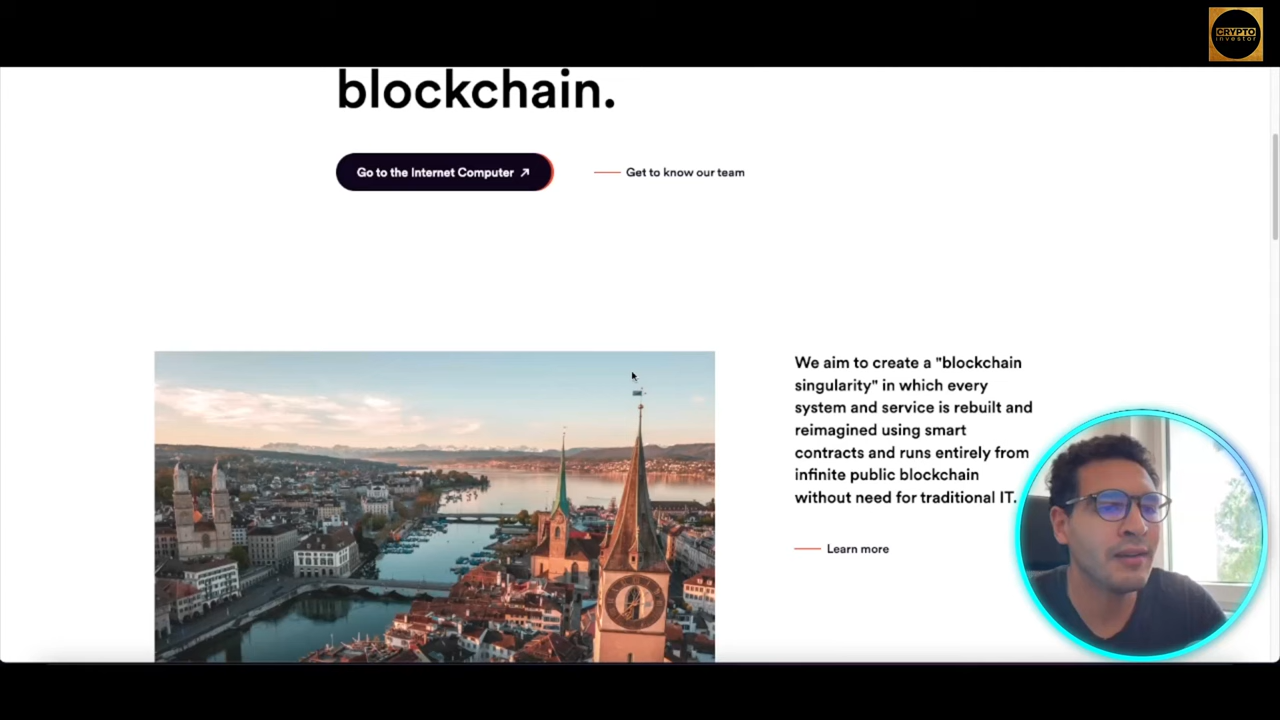 CRYPTO
investor
blockchain.
Go to the Internet Computer ↗
Get to know our team
We aim to create a "blockchain
singularity" in which every
system and service is rebuilt and
reimagined using smart
contracts and runs entirely from
infinite public blockchain
without need for traditional IT.
Learn more